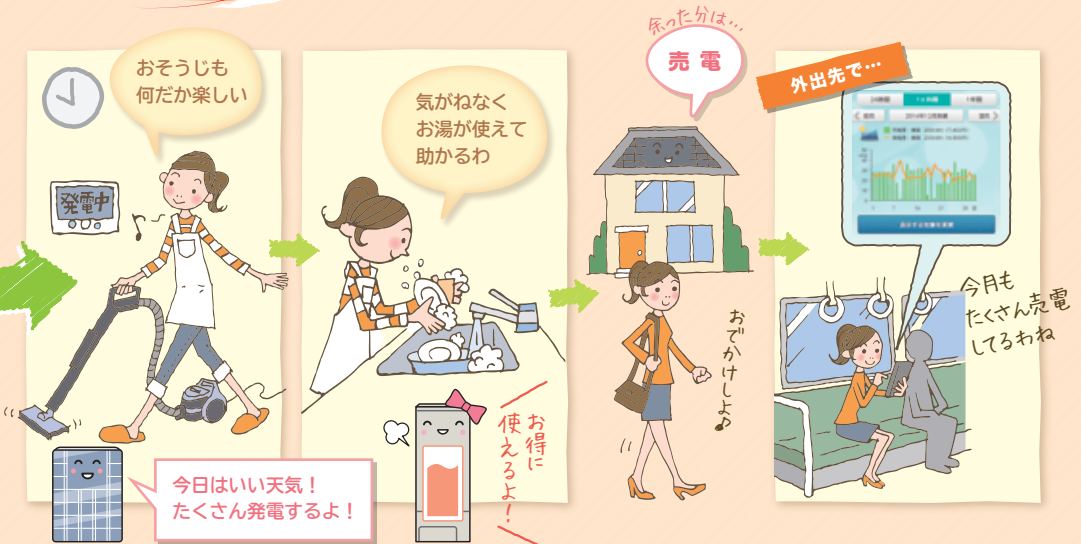 おそうじも
何だか楽しい
発電中
今日はいい天気！
たくさん発電するよ！
気がねなく
お湯が使えて
助かるわ
お得に
使えるよ！
余った分は…
売電
おでかけしよ♪
外出先で…
今月も
たくさん売電
してるわね